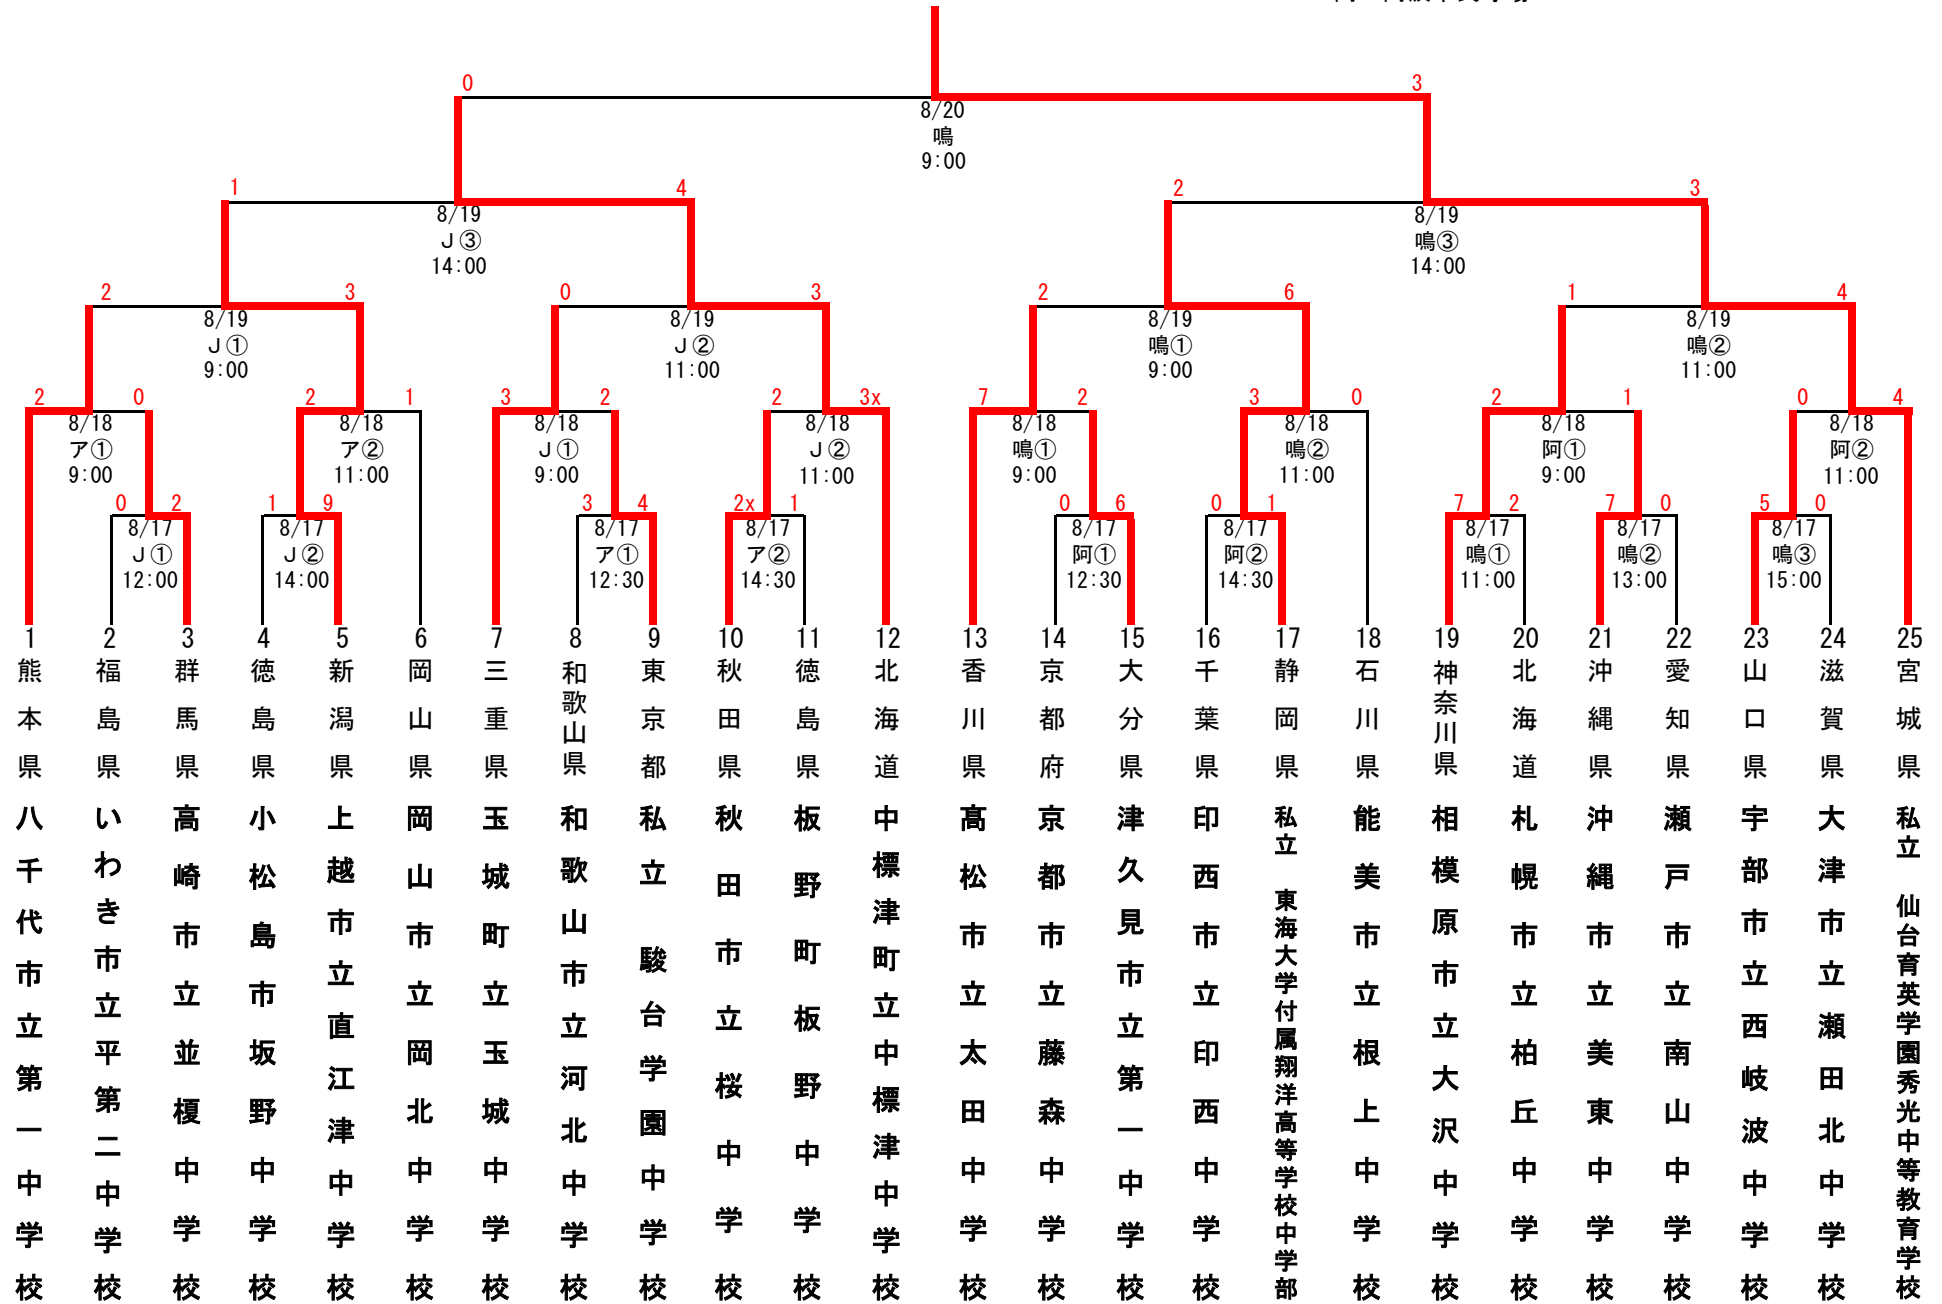 0 3
8/20
鳴
9:00
1 4 2 3
8/19 8/19
J③ 鳴③
14:00 14:00
2 3 0 3 2 6 1 4
8/19 8/19 8/19 8/19
J① J② 鳴① 鳴②
9:00 11:00 9:00 11:00
2 0 2 1 3 2 2 3x 7 2 3 0 2 1 0 4
8/18 8/18 8/18 8/18 8/18 8/18 8/18 8/18
ア① ア② J① J② 鳴① 鳴② 阿① 阿②
9:00 11:00 9:00 11:00 9:00 11:00 9:00 11:00
0 2 1 9 3 4 2x 1 0 6 0 1 7 2 7 0 5 0
8/17 8/17 8/17 8/17 8/17 8/17 8/17 8/17 8/17
J① J② ア① ア② 阿① 阿② 鳴① 鳴② 鳴③
12:00 14:00 12:30 14:30 12:30 14:30 11:00 13:00 15:00
1 2 3 4 5 6 7 8 9 10 11 12 13 14 15 16 17 18 19 20 21 22 23 24 25
熊本県 八千代市立第一中学校
福島県 いわき市立平第二中学校
群馬県 高崎市立並榎中学校
徳島県 小松島市坂野中学校
新潟県 上越市立直江津中学校
岡山県 岡山市立岡北中学校
三重県 玉城町立玉城中学校
和歌山県 和歌山市立河北中学校
東京都 私立 駿台学園中学校
秋田県 秋田市立桜中学校
徳島県 板野町板野中学校
北海道 中標津町立中標津中学校
香川県 髙松市立太田中学校
京都府 京都市立藤森中学校
大分県 津久見市立第一中学校
千葉県 印西市立印西中学校
静岡県 私立 東海大学付属翔洋高等学校中学部
石川県 能美市立根上中学校
神奈川県 相模原市立大沢中学校
北海道 札幌市立柏丘中学校
沖縄県 沖縄市立美東中学校
愛知県 瀬戸市立南山中学校
山口県 宇部市立西岐波中学校
滋賀県 大津市立瀬田北中学校
宮城県 私立 仙台育英学園秀光中等教育学校